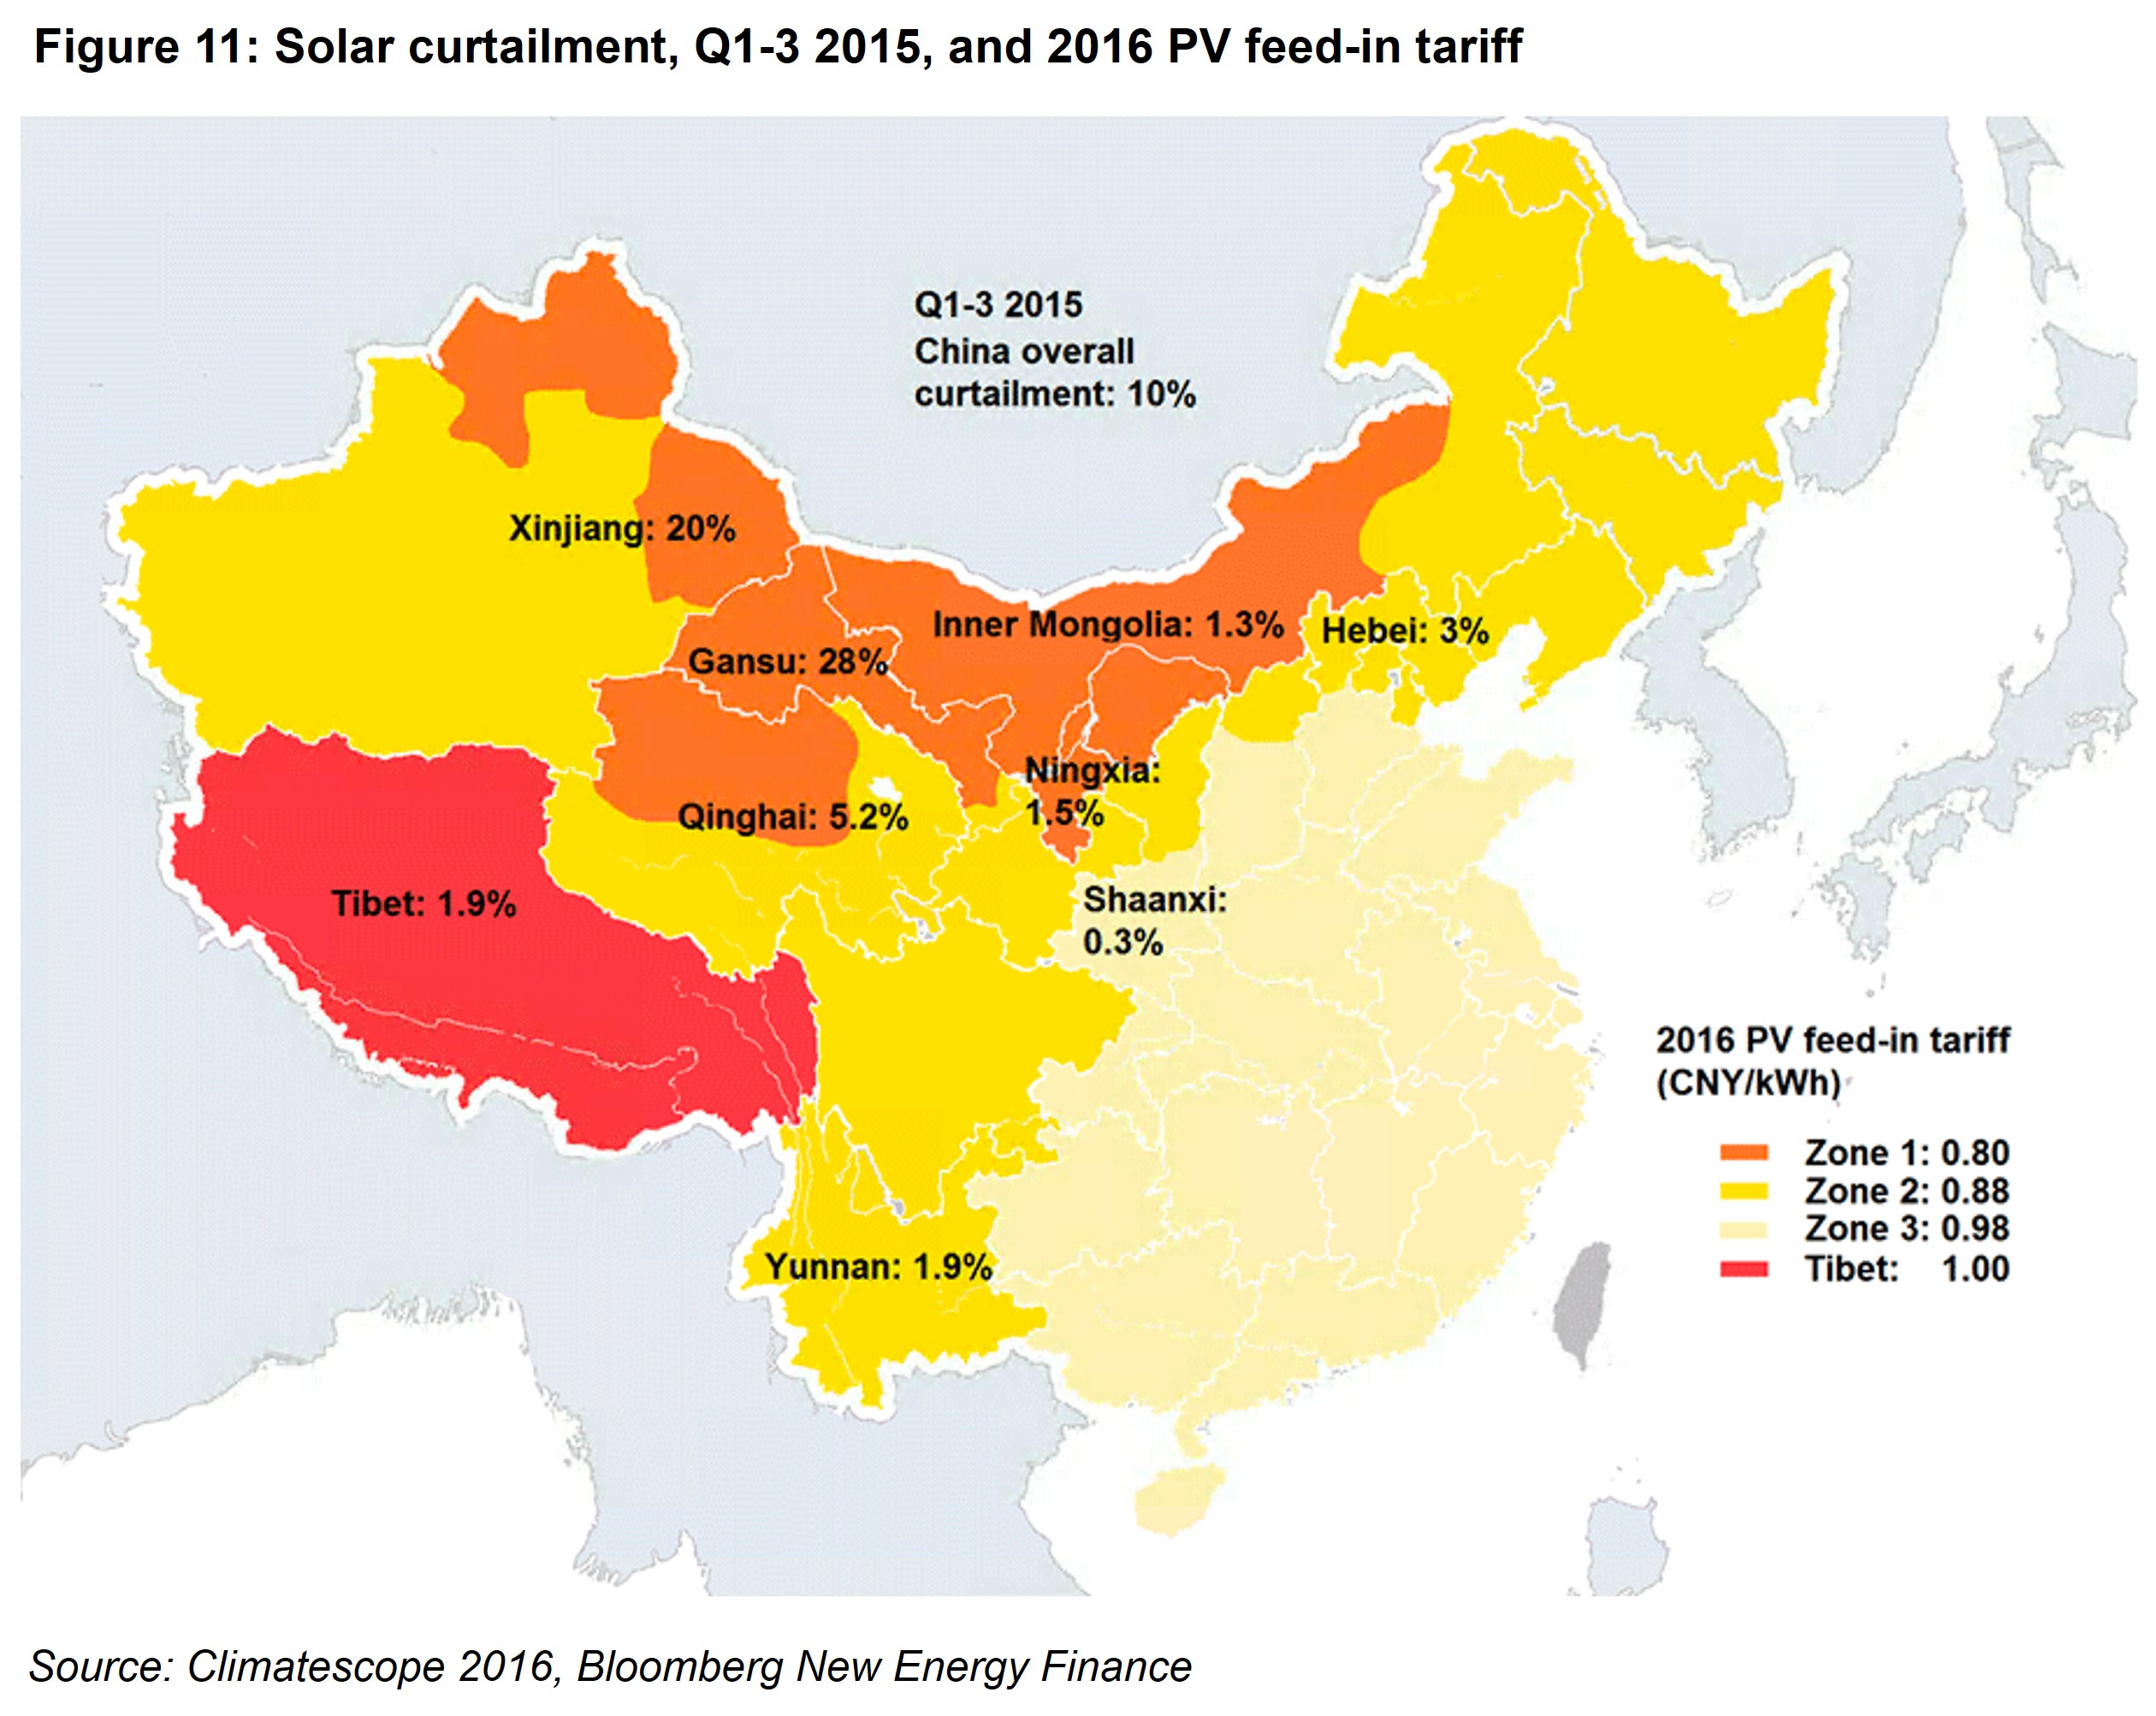 Figure 11: Solar curtailment, Q1-3 2015, and 2016 PV feed-in tariff
Q1-3 2015
China overall
curtailment: 10%
Xinjiang: 20%
Inner Mongolia: 1.3%
Hebei: 3%
Gansu: 28%
Ningxia:
1.5%
Qinghai: 5.2%
Tibet: 1.9%
Shaanxi:
0.3%
Yunnan: 1.9%
2016 PV feed-in tariff
(CNY/kWh)
Zone 1: 0.80
Zone 2: 0.88
Zone 3: 0.98
Tibet: 1.00
Source: Climatescope 2016, Bloomberg New Energy Finance